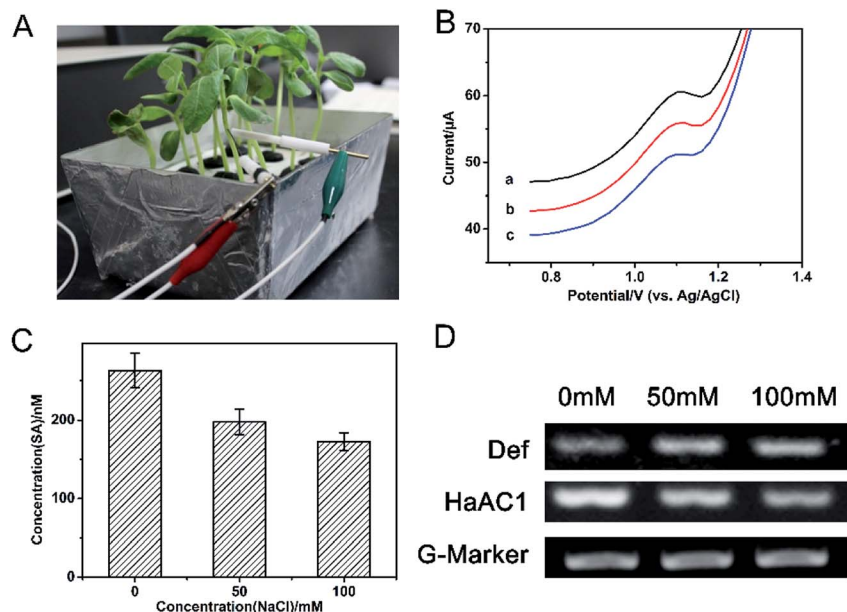 A
B
70
60
50
40
Current/μA
a
b
c
0.8
1.0
1.2
1.4
Potential/V (vs. Ag/AgCl)
C
200
100
0
Concentration(SA)/nM
0
50
100
Concentration(NaCl)/mM
D
0mM 50mM 100mM
Def
HaAC1
G-Marker